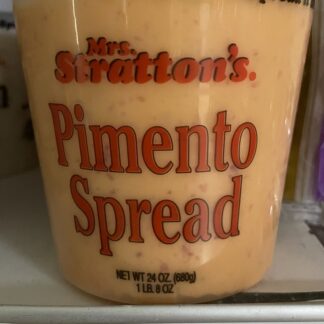 Mrs.
Stratton's.
Pimento
Spread
NET WT 24 OZ. (680g)
1 LB. 8 OZ